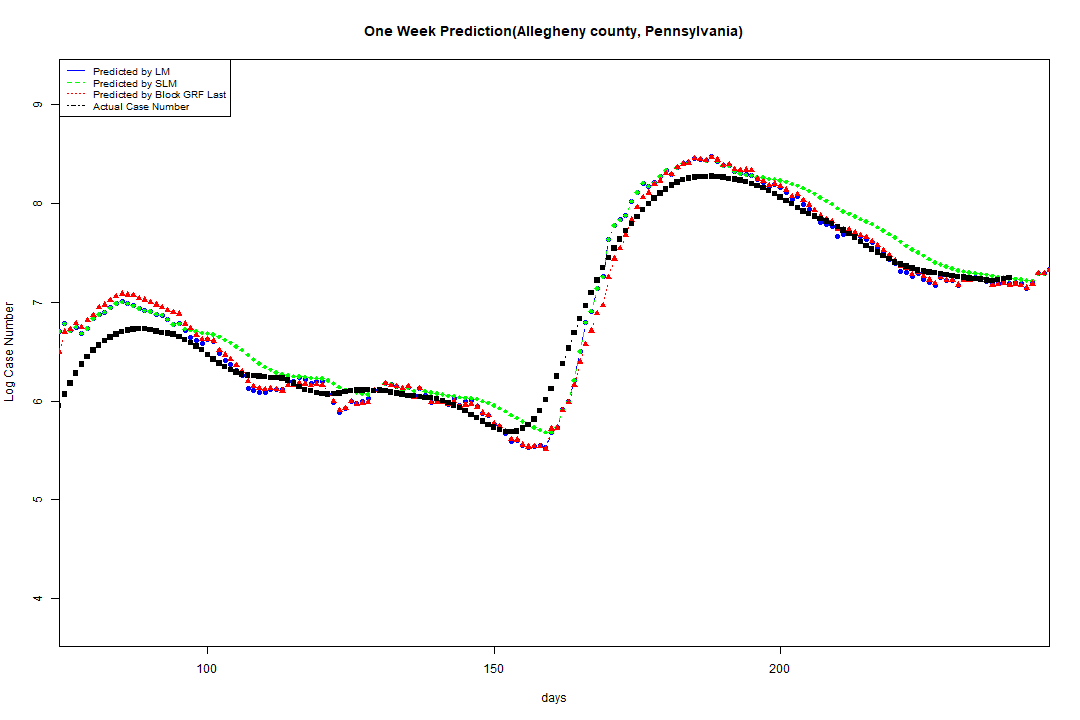 One Week Prediction(Allegheny county, Pennsylvania)
Predicted by LM
Predicted by SLM
Predicted by Block GRF Last
Actual Case Number
9
8
7
6
5
4
Log Case Number
100
150
200
days